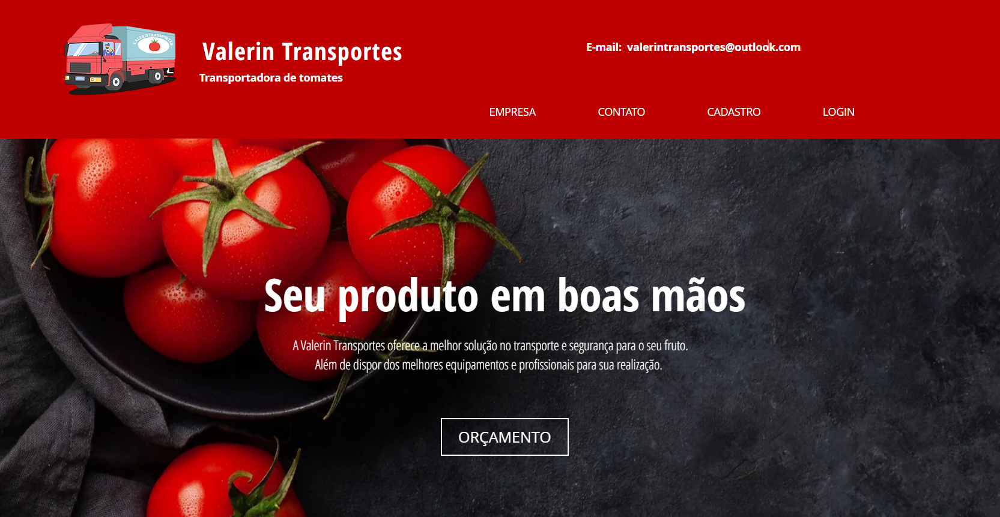 VALERIN TRANSPORTES
Valerin Transportes
Transportadora de tomates
E-mail: valerintransportes@outlook.com
EMPRESA CONTATO CADASTRO LOGIN
Seu produto em boas mãos
A Valerin Transportes oferece a melhor solução no transporte e segurança para o seu fruto.
Além de dispor dos melhores equipamentos e profissionais para sua realização.
ORÇAMENTO